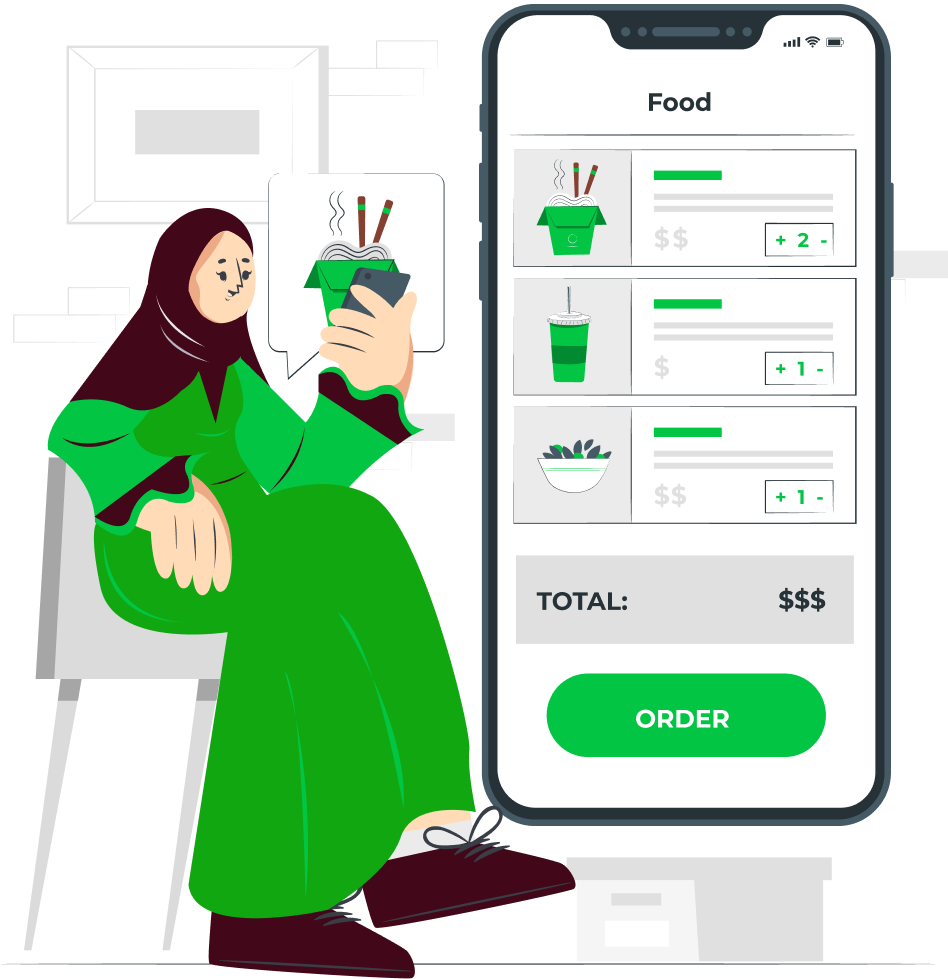 Food
$$
+ 2 -
$
+ 1 -
$$
+ 1 -
TOTAL: $$$
ORDER